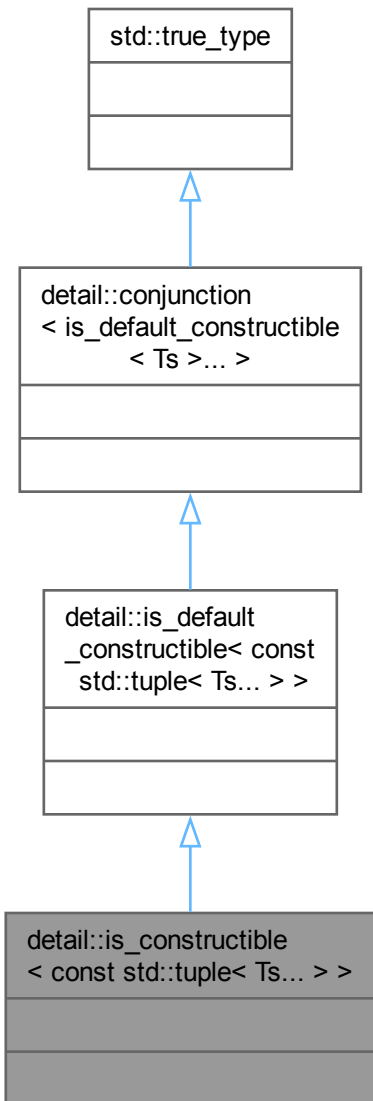 std::true_type
detail::conjunction
< is_default_constructible
< Ts >... >
detail::is_default
_constructible< const
std::tuple< Ts... > >
detail::is_constructible
< const std::tuple< Ts... > >